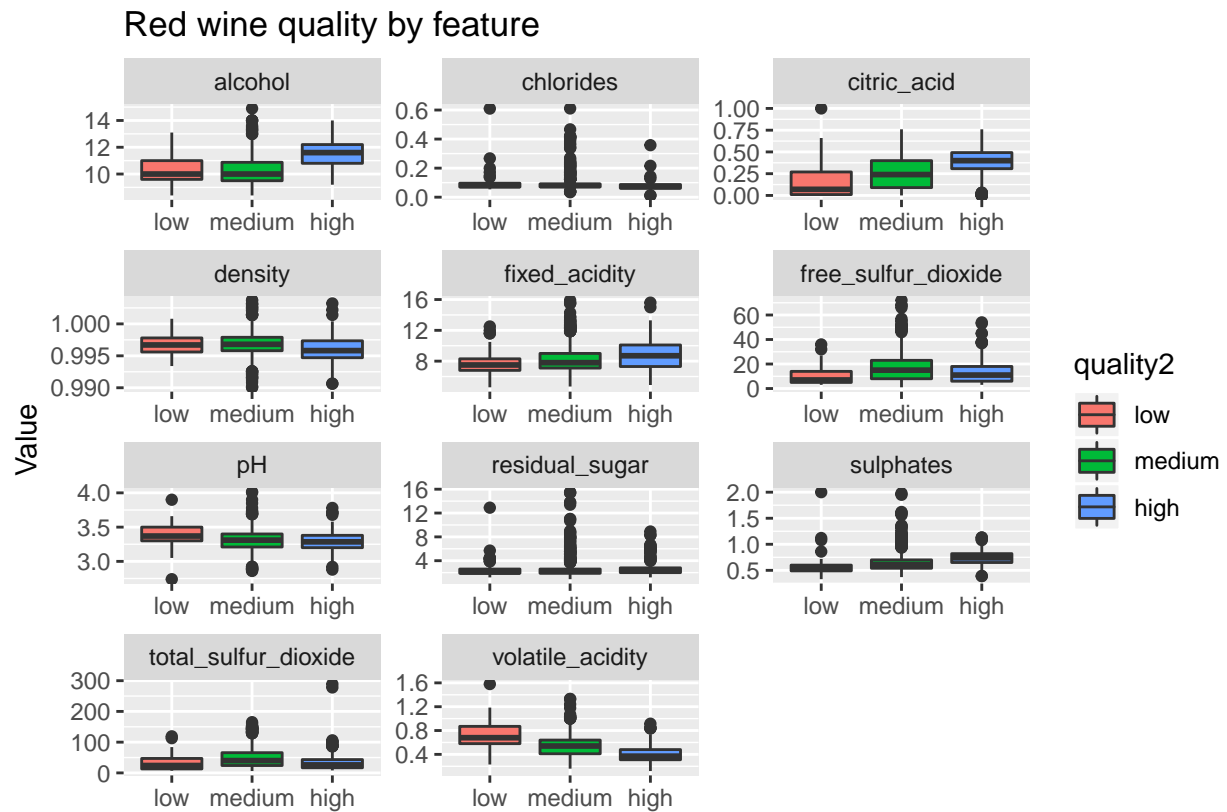 Red wine quality by feature
alcohol chlorides citric_acid
14
12
10
0.6
0.4
0.2
0.0
1.00
0.75
0.50
0.25
0.00
low medium high low medium high low medium high
density fixed_acidity free_sulfur_dioxide
1.000
0.995
0.990
16
12
8
60
40
20
0
low medium high low medium high low medium high
Value
pH residual_sugar sulphates
4.0
3.5
3.0
16
12
8
4
2.0
1.5
1.0
0.5
low medium high low medium high low medium high
total_sulfur_dioxide volatile_acidity
300
200
100
0
1.6
1.2
0.8
0.4
low medium high low medium high
quality2
low
medium
high